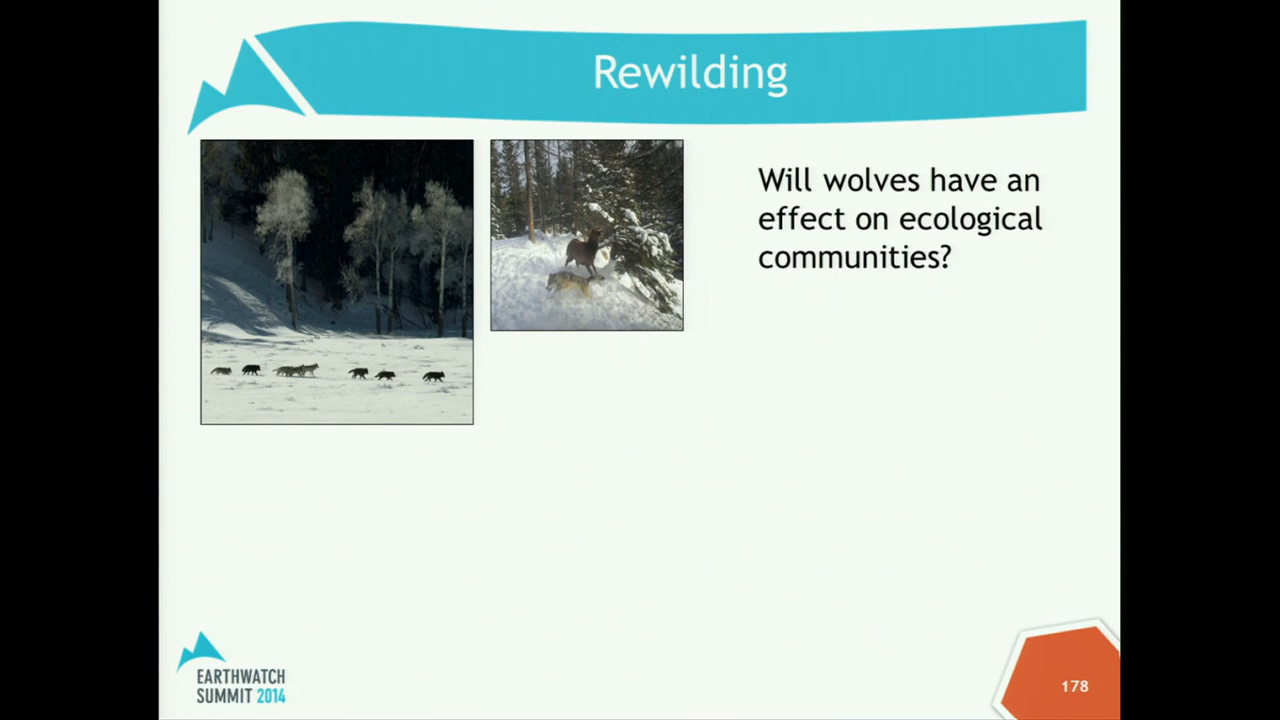 Rewilding
Will wolves have an
effect on ecological
communities?
EARTHWATCH
SUMMIT 2014
178